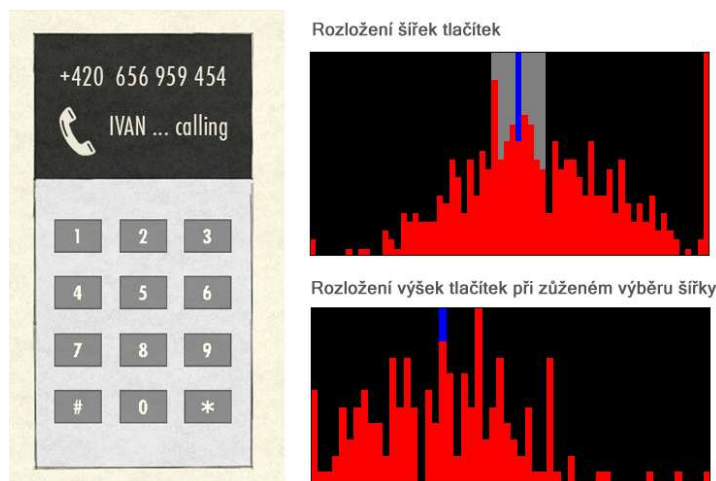 +420 656 959 454
IVAN ... calling
1 2 3
4 5 6
7 8 9
# 0 *
Rozložení šířek tlačítek
Rozložení výšek tlačítek při zúženém výběru šířky